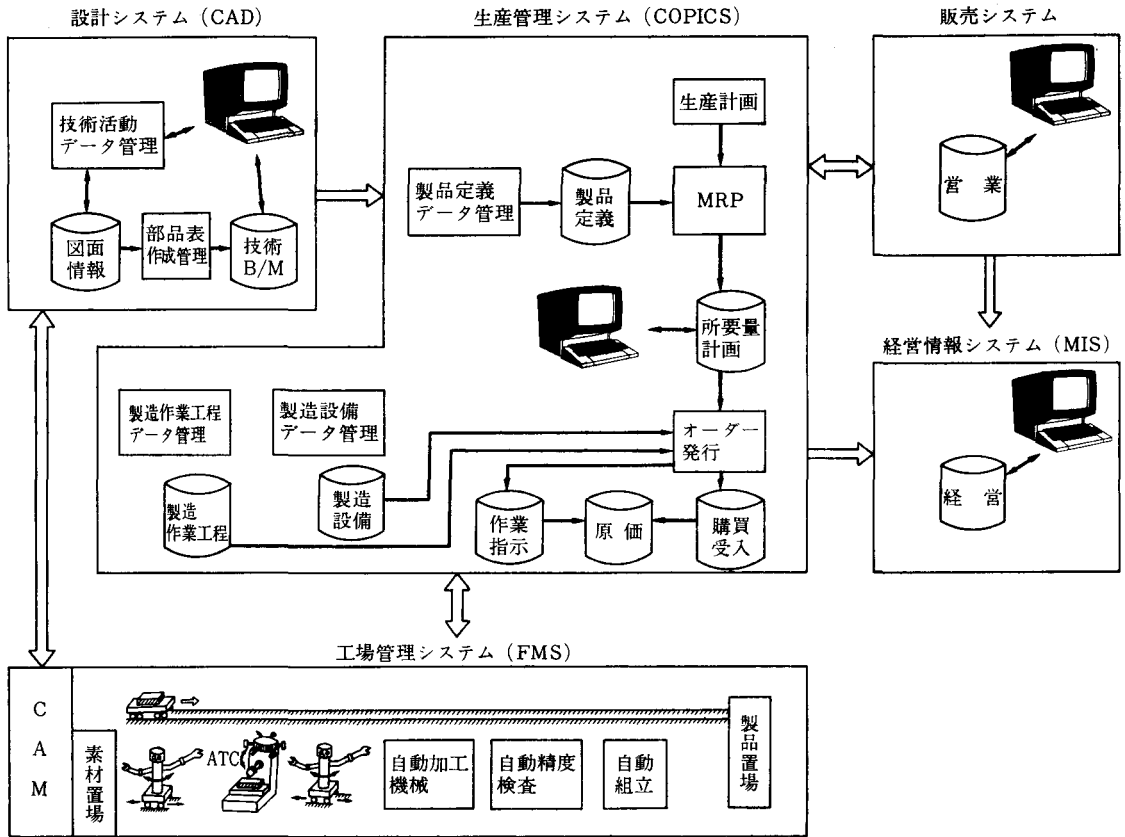 設計システム(CAD)
生産管理システム(COPICS)
販売システム
技術活動
データ管理
図面
情報
部品表
作成管理
技術
B/M
生産計画
製品定義
データ管理
製品
定義
MRP
所要量
計画
製造作業工程
データ管理
製造設備
データ管理
製造
作業工程
製造
設備
オーダー
発行
作業
指示
原価
購買
受入
営業
経営情報システム(MIS)
経営
工場管理システム(FMS)
CAM
素材置場
ATC
自動加工
機械
自動精度
検査
自動
組立
製品置場